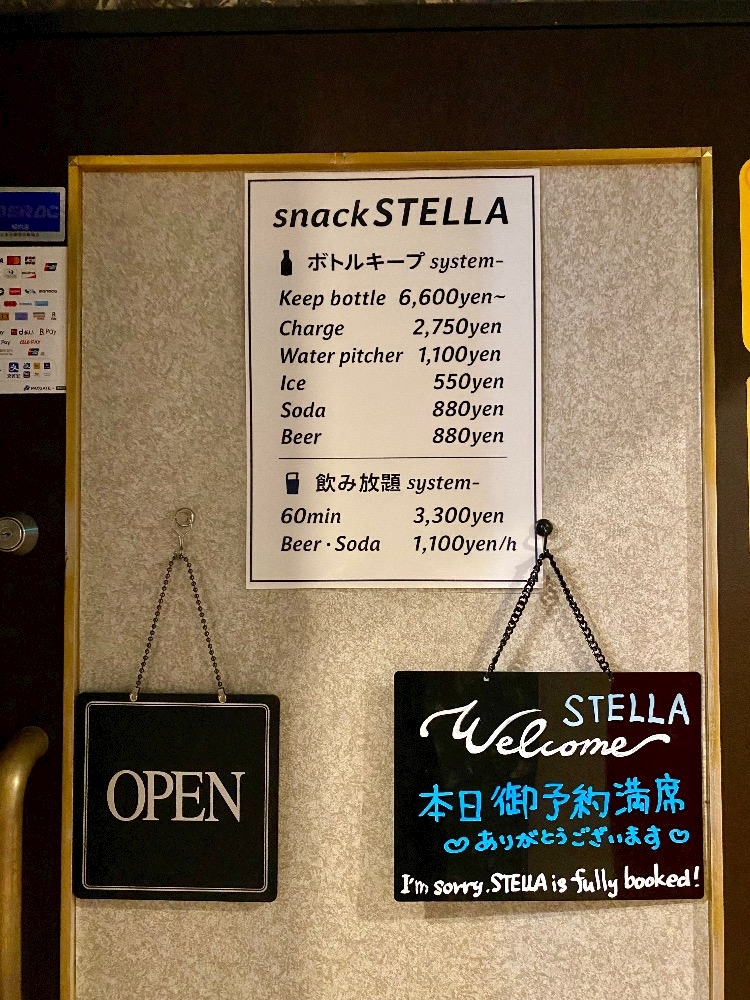 snack STELLA
ボトルキープ system-
Keep bottle 6,600yen~
Charge 2,750yen
Water pitcher 1,100yen
Ice 550yen
Soda 880yen
Beer 880yen
飲み放題 system-
60min 3,300yen
Beer・Soda 1,100yen/h
OPEN
STELLA
Welcome
本日御予約満席
♡ありがとうございます♡
I'm sorry. STELLA is fully booked!